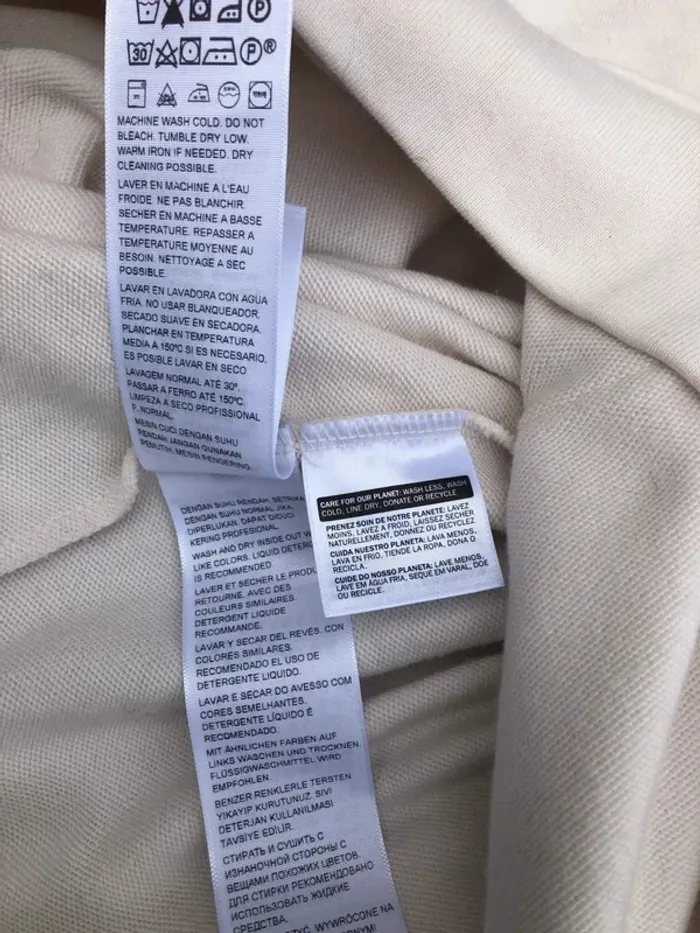 30
P
P®
MACHINE WASH COLD. DO NOT
BLEACH. TUMBLE DRY LOW.
WARM IRON IF NEEDED. DRY
CLEANING POSSIBLE.
LAVER EN MACHINE À L'EAU
FROIDE. NE PAS BLANCHIR.
SECHER EN MACHINE A BASSE
TEMPERATURE. REPASSER A
TEMPERATURE MOYENNE AU
BESOIN. NETTOYAGE A SEC
POSSIBLE.
LAVAR EN LAVADORA CON AGUA
FRIA. NO USAR BLANQUEADOR.
SECADO SUAVE EN SECADORA.
PLANCHAR EN TEMPERATURA
MEDIA A 150ºC SI ES NECESARIO.
ES POSIBLE LAVAR EN SECO
LAVAGEM NORMAL ATÉ 30º.
PASSAR A FERRO ATÉ 150ºC.
LIMPEZA A SECO PROFISSIONAL
P. NORMAL.
MESIN CUCI DENGAN SUHU
RENDAH. JANGAN GUNAKAN
PEMUTIH. MESIN PENGERING
DENGAN SUHU RENDAH. SETRIKA
DENGAN SUHU NORMAL JIKA
DIPERLUKAN. DAPAT DICUCI
KERING PROFESIONAL.
WASH AND DRY INSIDE OUT W
LIKE COLORS. LIQUID DETER
IS RECOMMENDED
LAVER ET SECHER LE PRODU
RETOURNE. AVEC DES
COULEURS SIMILAIRES.
DETERGENT LIQUIDE
RECOMMANDE.
LAVAR Y SECAR DEL REVÉS, CON
COLORES SIMILARES.
RECOMENDADO EL USO DE
DETERGENTE LIQUIDO.
LAVAR E SECAR DO AVESSO COM
CORES SEMELHANTES.
DETERGENTE LÍQUIDO É
RECOMENDADO.
MIT ÄHNLICHEN FARBEN AUF
LINKS WASCHEN UND TROCKNEN.
FLÜSSIGWASCHMITTEL WIRD
EMPFOHLEN.
BENZER RENKLERLE TERSTEN
YIKAYIP KURUTUNUZ. SIVI
DETERJAN KULLANILMASI
TAVSİYE EDİLİR.
СТИРАТЬ И СУШИТЬ С
ИЗНАНОЧНОЙ СТОРОНЫ С
ВЕЩАМИ ПОХОЖИХ ЦВЕТОВ.
ДЛЯ СТИРКИ РЕКОМЕНДОВАНО
ИСПОЛЬЗОВАТЬ ЖИДКИЕ
СРЕДСТВА.
WYWRÓCONE NA
CARE FOR OUR PLANET: WASH LESS, WASH
COLD, LINE DRY, DONATE OR RECYCLE.
PRENEZ SOIN DE NOTRE PLANETE: LAVEZ
MOINS, LAVEZ A FROID, LAISSEZ SECHER
NATURELLEMENT, DONNEZ OU RECYCLEZ.
CUIDA NUESTRO PLANETA: LAVA MENOS,
LAVA EN FRIO, TIENDE LA ROPA, DONA O
RECICLA.
CUIDE DO NOSSO PLANETA: LAVE MENOS,
LAVE EM ÁGUA FRIA, SEQUE EM VARAL, DOE
OU RECICLE.